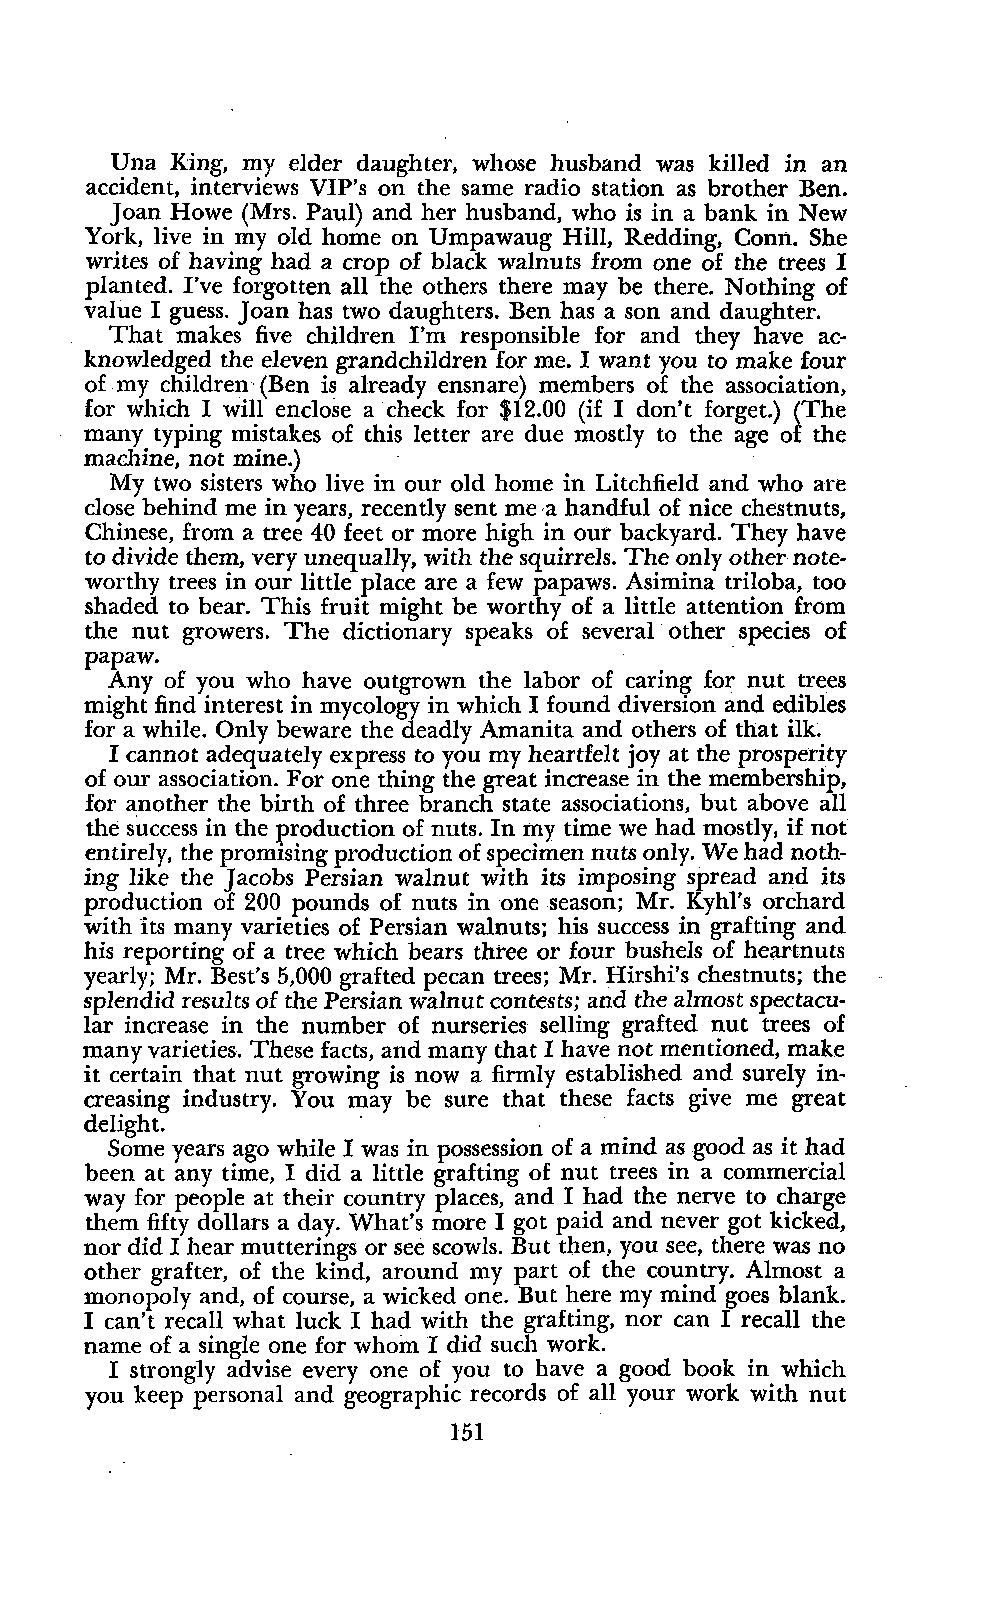 Una King, my elder daughter, whose husband was killed in an
accident, interviews VIP's on the same radio station as brother Ben.
Joan Howe (Mrs. Paul) and her husband, who is in a bank in New
York, live in my old home on Umpawaug Hill, Redding, Conn. She
writes of having had a crop of black walnuts from one of the trees I
planted. I've forgotten all the others there may be there. Nothing of
value I guess. Joan has two daughters. Ben has a son and daughter.
That makes five children I'm responsible for and they have ac-
knowledged the eleven grandchildren for me. I want you to make four
of my children (Ben is already ensnare) members of the association,
for which I will enclose a check for $12.00 (if I don't forget.) (The
many typing mistakes of this letter are due mostly to the age of the
machine, not mine.)
My two sisters who live in our old home in Litchfield and who are
close behind me in years, recently sent me a handful of nice chestnuts,
Chinese, from a tree 40 feet or more high in our backyard. They have
to divide them, very unequally, with the squirrels. The only other note-
worthy trees in our little place are a few papaws. Asimina triloba, too
shaded to bear. This fruit might be worthy of a little attention from
the nut growers. The dictionary speaks of several other species of
papaw.
Any of you who have outgrown the labor of caring for nut trees
might find interest in mycology in which I found diversion and edibles
for a while. Only beware the deadly Amanita and others of that ilk.
I cannot adequately express to you my heartfelt joy at the prosperity
of our association. For one thing the great increase in the membership,
for another the birth of three branch state associations, but above all
the success in the production of nuts. In my time we had mostly, if not
entirely, the promising production of specimen nuts only. We had noth-
ing like the Jacobs Persian walnut with its imposing spread and its
production of 200 pounds of nuts in one season; Mr. Kyhl's orchard
with its many varieties of Persian walnuts; his success in grafting and
his reporting of a tree which bears three or four bushels of heartnuts
yearly; Mr. Best's 5,000 grafted pecan trees; Mr. Hirshi's chestnuts; the
splendid results of the Persian walnut contests; and the almost spectacu-
lar increase in the number of nurseries selling grafted nut trees of
many varieties. These facts, and many that I have not mentioned, make
it certain that nut growing is now a firmly established and surely in-
creasing industry. You may be sure that these facts give me great
delight.
Some years ago while I was in possession of a mind as good as it had
been at any time, I did a little grafting of nut trees in a commercial
way for people at their country places, and I had the nerve to charge
them fifty dollars a day. What's more I got paid and never got kicked,
nor did I hear mutterings or see scowls. But then, you see, there was no
other grafter, of the kind, around my part of the country. Almost a
monopoly and, of course, a wicked one. But here my mind goes blank.
I can't recall what luck I had with the grafting, nor can I recall the
name of a single one for whom I did such work.
I strongly advise every one of you to have a good book in which
you keep personal and geographic records of all your work with nut
151